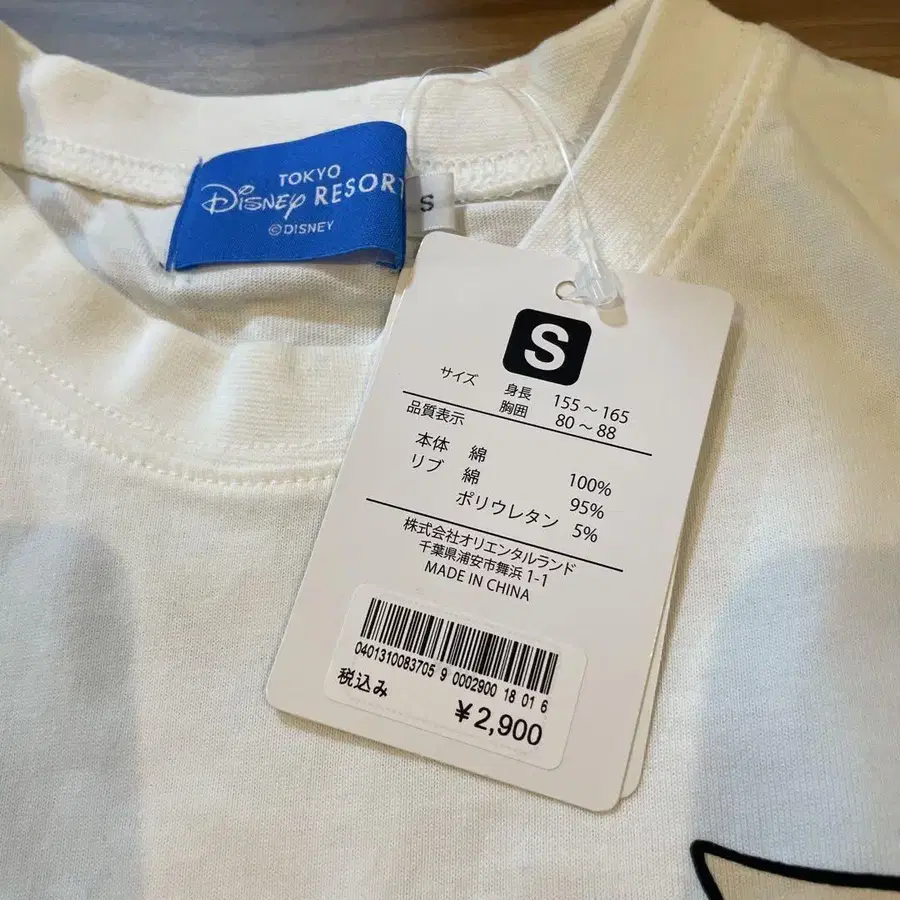 TOKYO
Disney RESORT
©DISNEY
S
S
サイズ 身長 155～165
胸囲 80～88
品質表示
本体 綿 100%
リブ 綿 95%
ポリウレタン 5%
株式会社オリエンタルランド
千葉県浦安市舞浜 1-1
MADE IN CHINA
0401310083705 9 0002900 18 01 6
税込み
¥2,900